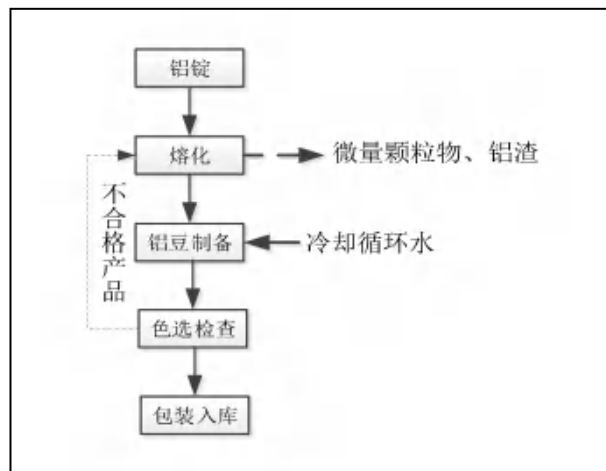 铝锭
熔化
微量颗粒物、铝渣
不合格产品
铝豆制备
冷却循环水
色选检查
包装入库